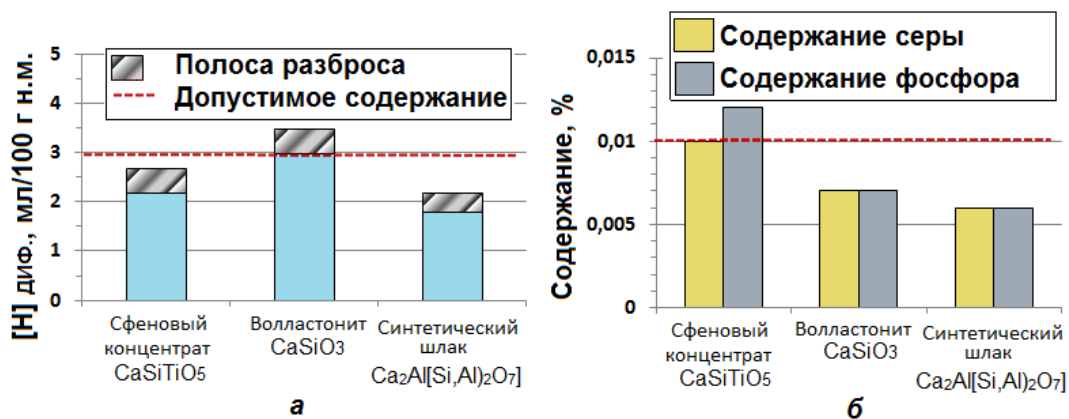 [H] диф., мл/100 г н.м.
5
4
3
2
1
0
Полоса разброса
Допустимое содержание
Сфеновый
концентрат
CaSiTiO5
Волластонит
CaSiO3
Синтетический
шлак
Ca2Al[Si,Al)2O7]
а
Содержание, %
0,015
0,01
0,005
0
Содержание серы
Содержание фосфора
Сфеновый
концентрат
CaSiTiO5
Волластонит
CaSiO3
Синтетический
шлак
Ca2Al[Si,Al)2O7]
б